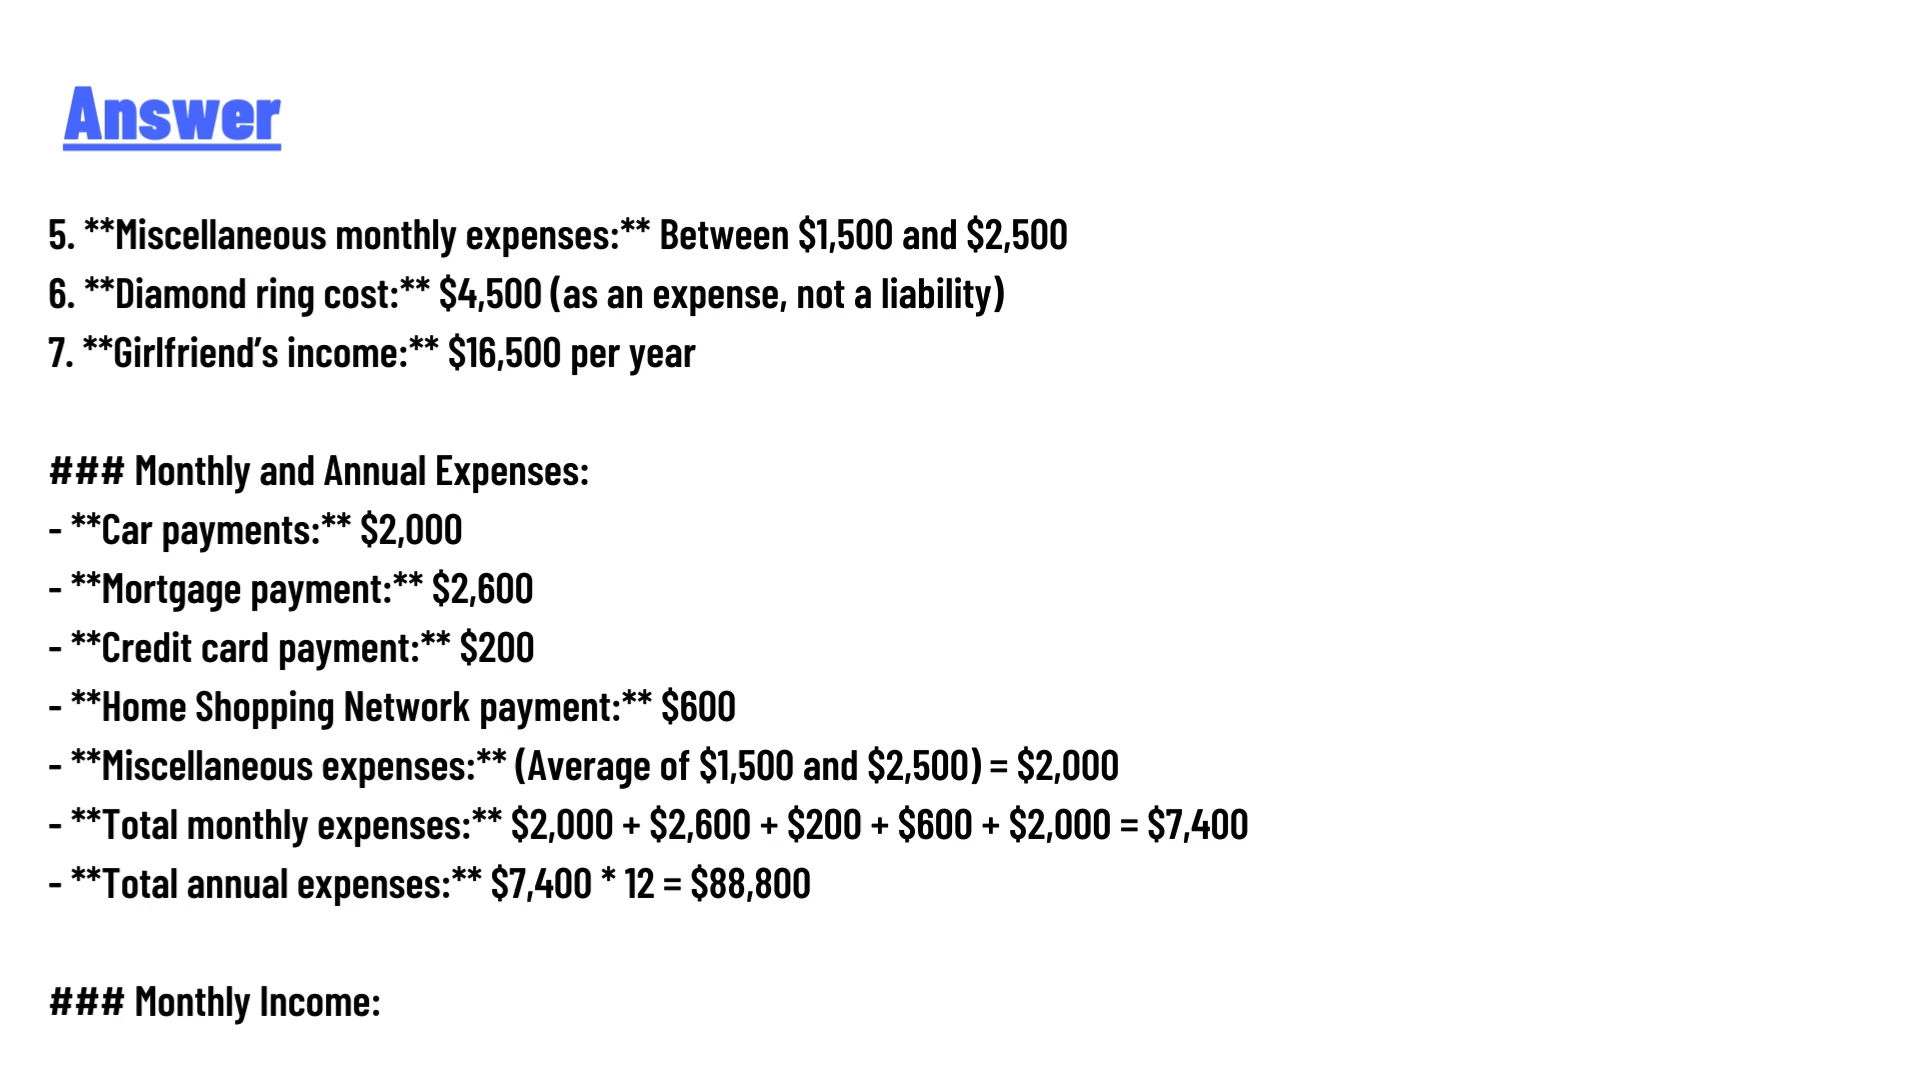 Answer
5. **Miscellaneous monthly expenses:** Between $1,500 and $2,500
6. **Diamond ring cost:** $4,500 (as an expense, not a liability)
7. **Girlfriend’s income:** $16,500 per year
### Monthly and Annual Expenses:
- **Car payments:** $2,000
- **Mortgage payment:** $2,600
- **Credit card payment:** $200
- **Home Shopping Network payment:** $600
- **Miscellaneous expenses:** (Average of $1,500 and $2,500) = $2,000
- **Total monthly expenses:** $2,000 + $2,600 + $200 + $600 + $2,000 = $7,400
- **Total annual expenses:** $7,400 * 12 = $88,800
### Monthly Income: